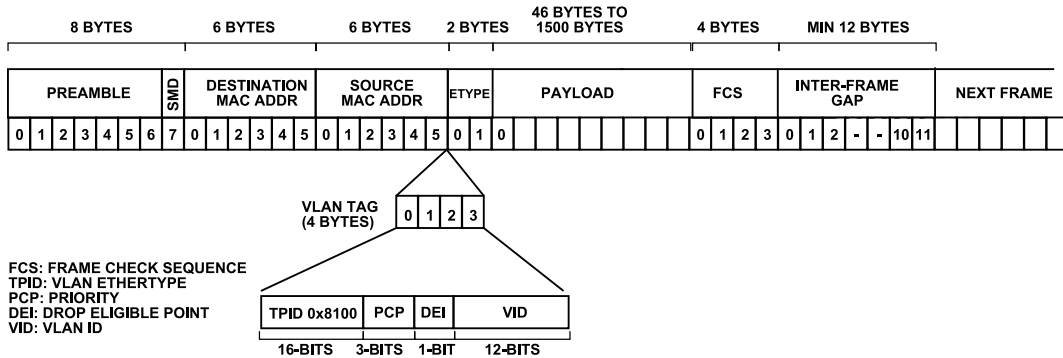 8 BYTES 6 BYTES 6 BYTES 2 BYTES 46 BYTES TO 1500 BYTES 4 BYTES MIN 12 BYTES
PREAMBLE SMD DESTINATION MAC ADDR SOURCE MAC ADDR ETYPE PAYLOAD FCS INTER-FRAME GAP NEXT FRAME
0 1 2 3 4 5 6 7 0 1 2 3 4 5 0 1 2 3 4 5 0 1 0 0 1 2 3 0 1 2 - - 10 11
VLAN TAG
(4 BYTES)
0 1 2 3
FCS: FRAME CHECK SEQUENCE
TPID: VLAN ETHERTYPE
PCP: PRIORITY
DEI: DROP ELIGIBLE POINT
VID: VLAN ID
TPID 0x8100 PCP DEI VID
16-BITS 3-BITS 1-BIT 12-BITS